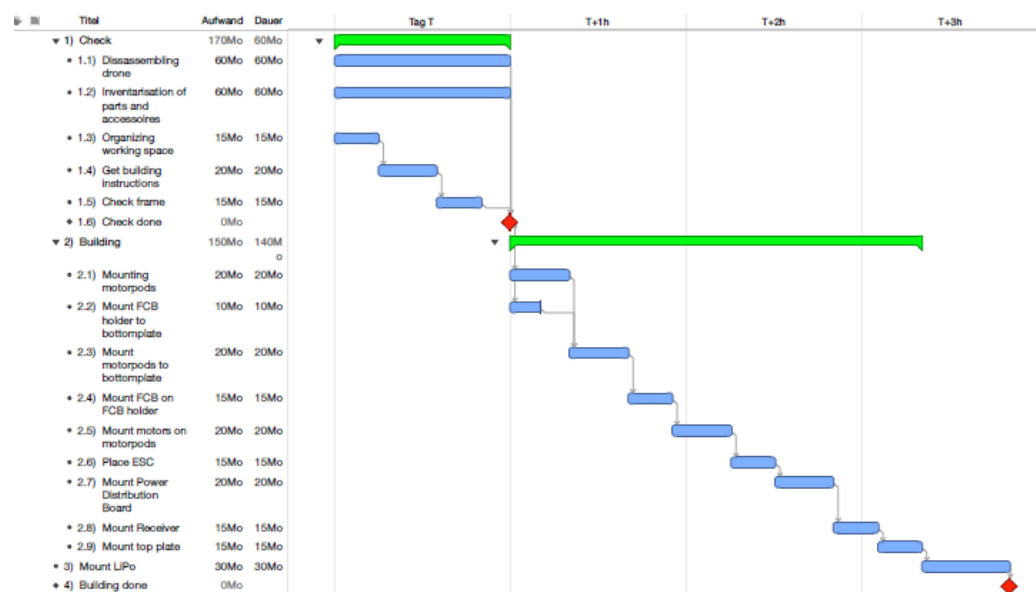 Titel Aufwand Dauer Tag T T+1h T+2h T+3h
1) Check 170Mo 60Mo
1.1) Dissassembling 60Mo 60Mo
drone
1.2) Inventarisation of 60Mo 60Mo
parts and
accessoires
1.3) Organizing 15Mo 15Mo
working space
1.4) Get building 20Mo 20Mo
instructions
1.5) Check frame 15Mo 15Mo
1.6) Check done 0Mo
2) Building 150Mo 140M
o
2.1) Mounting 20Mo 20Mo
motorpods
2.2) Mount FCB 10Mo 10Mo
holder to
bottomplate
2.3) Mount 20Mo 20Mo
motorpods to
bottomplate
2.4) Mount FCB on 15Mo 15Mo
FCB holder
2.5) Mount motors on 20Mo 20Mo
motorpods
2.6) Place ESC 15Mo 15Mo
2.7) Mount Power 20Mo 20Mo
Distribution
Board
2.8) Mount Receiver 15Mo 15Mo
2.9) Mount top plate 15Mo 15Mo
3) Mount LiPo 30Mo 30Mo
4) Building done 0Mo